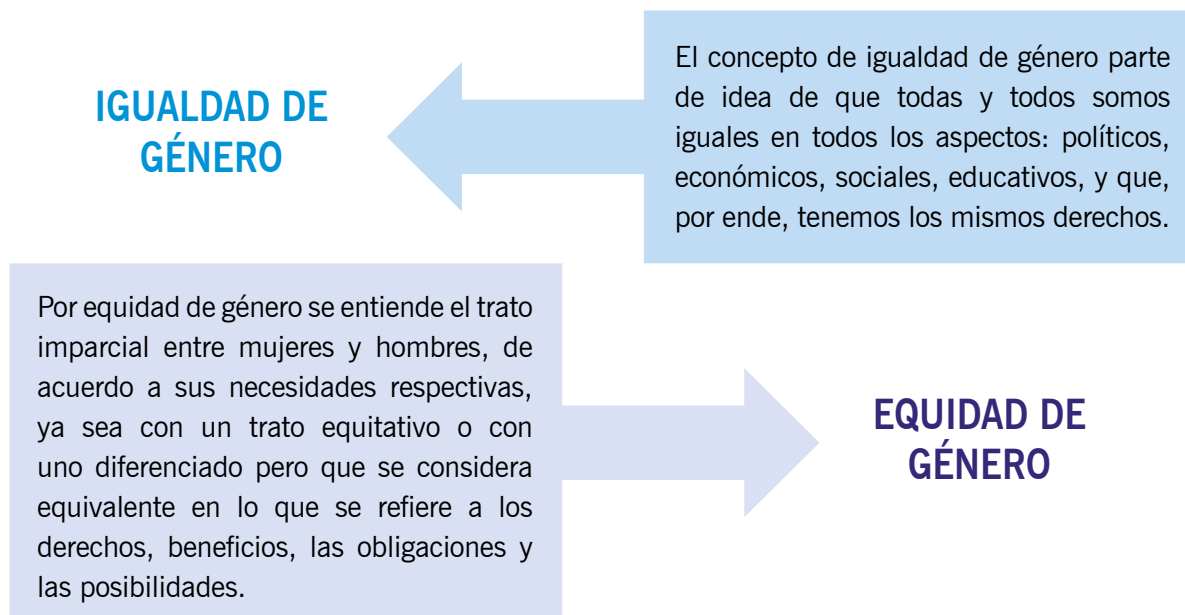 IGUALDAD DE
GÉNERO
El concepto de igualdad de género parte
de idea de que todas y todos somos
iguales en todos los aspectos: políticos,
económicos, sociales, educativos, y que,
por ende, tenemos los mismos derechos.
Por equidad de género se entiende el trato
imparcial entre mujeres y hombres, de
acuerdo a sus necesidades respectivas,
ya sea con un trato equitativo o con
uno diferenciado pero que se considera
equivalente en lo que se refiere a los
derechos, beneficios, las obligaciones y
las posibilidades.
EQUIDAD DE
GÉNERO